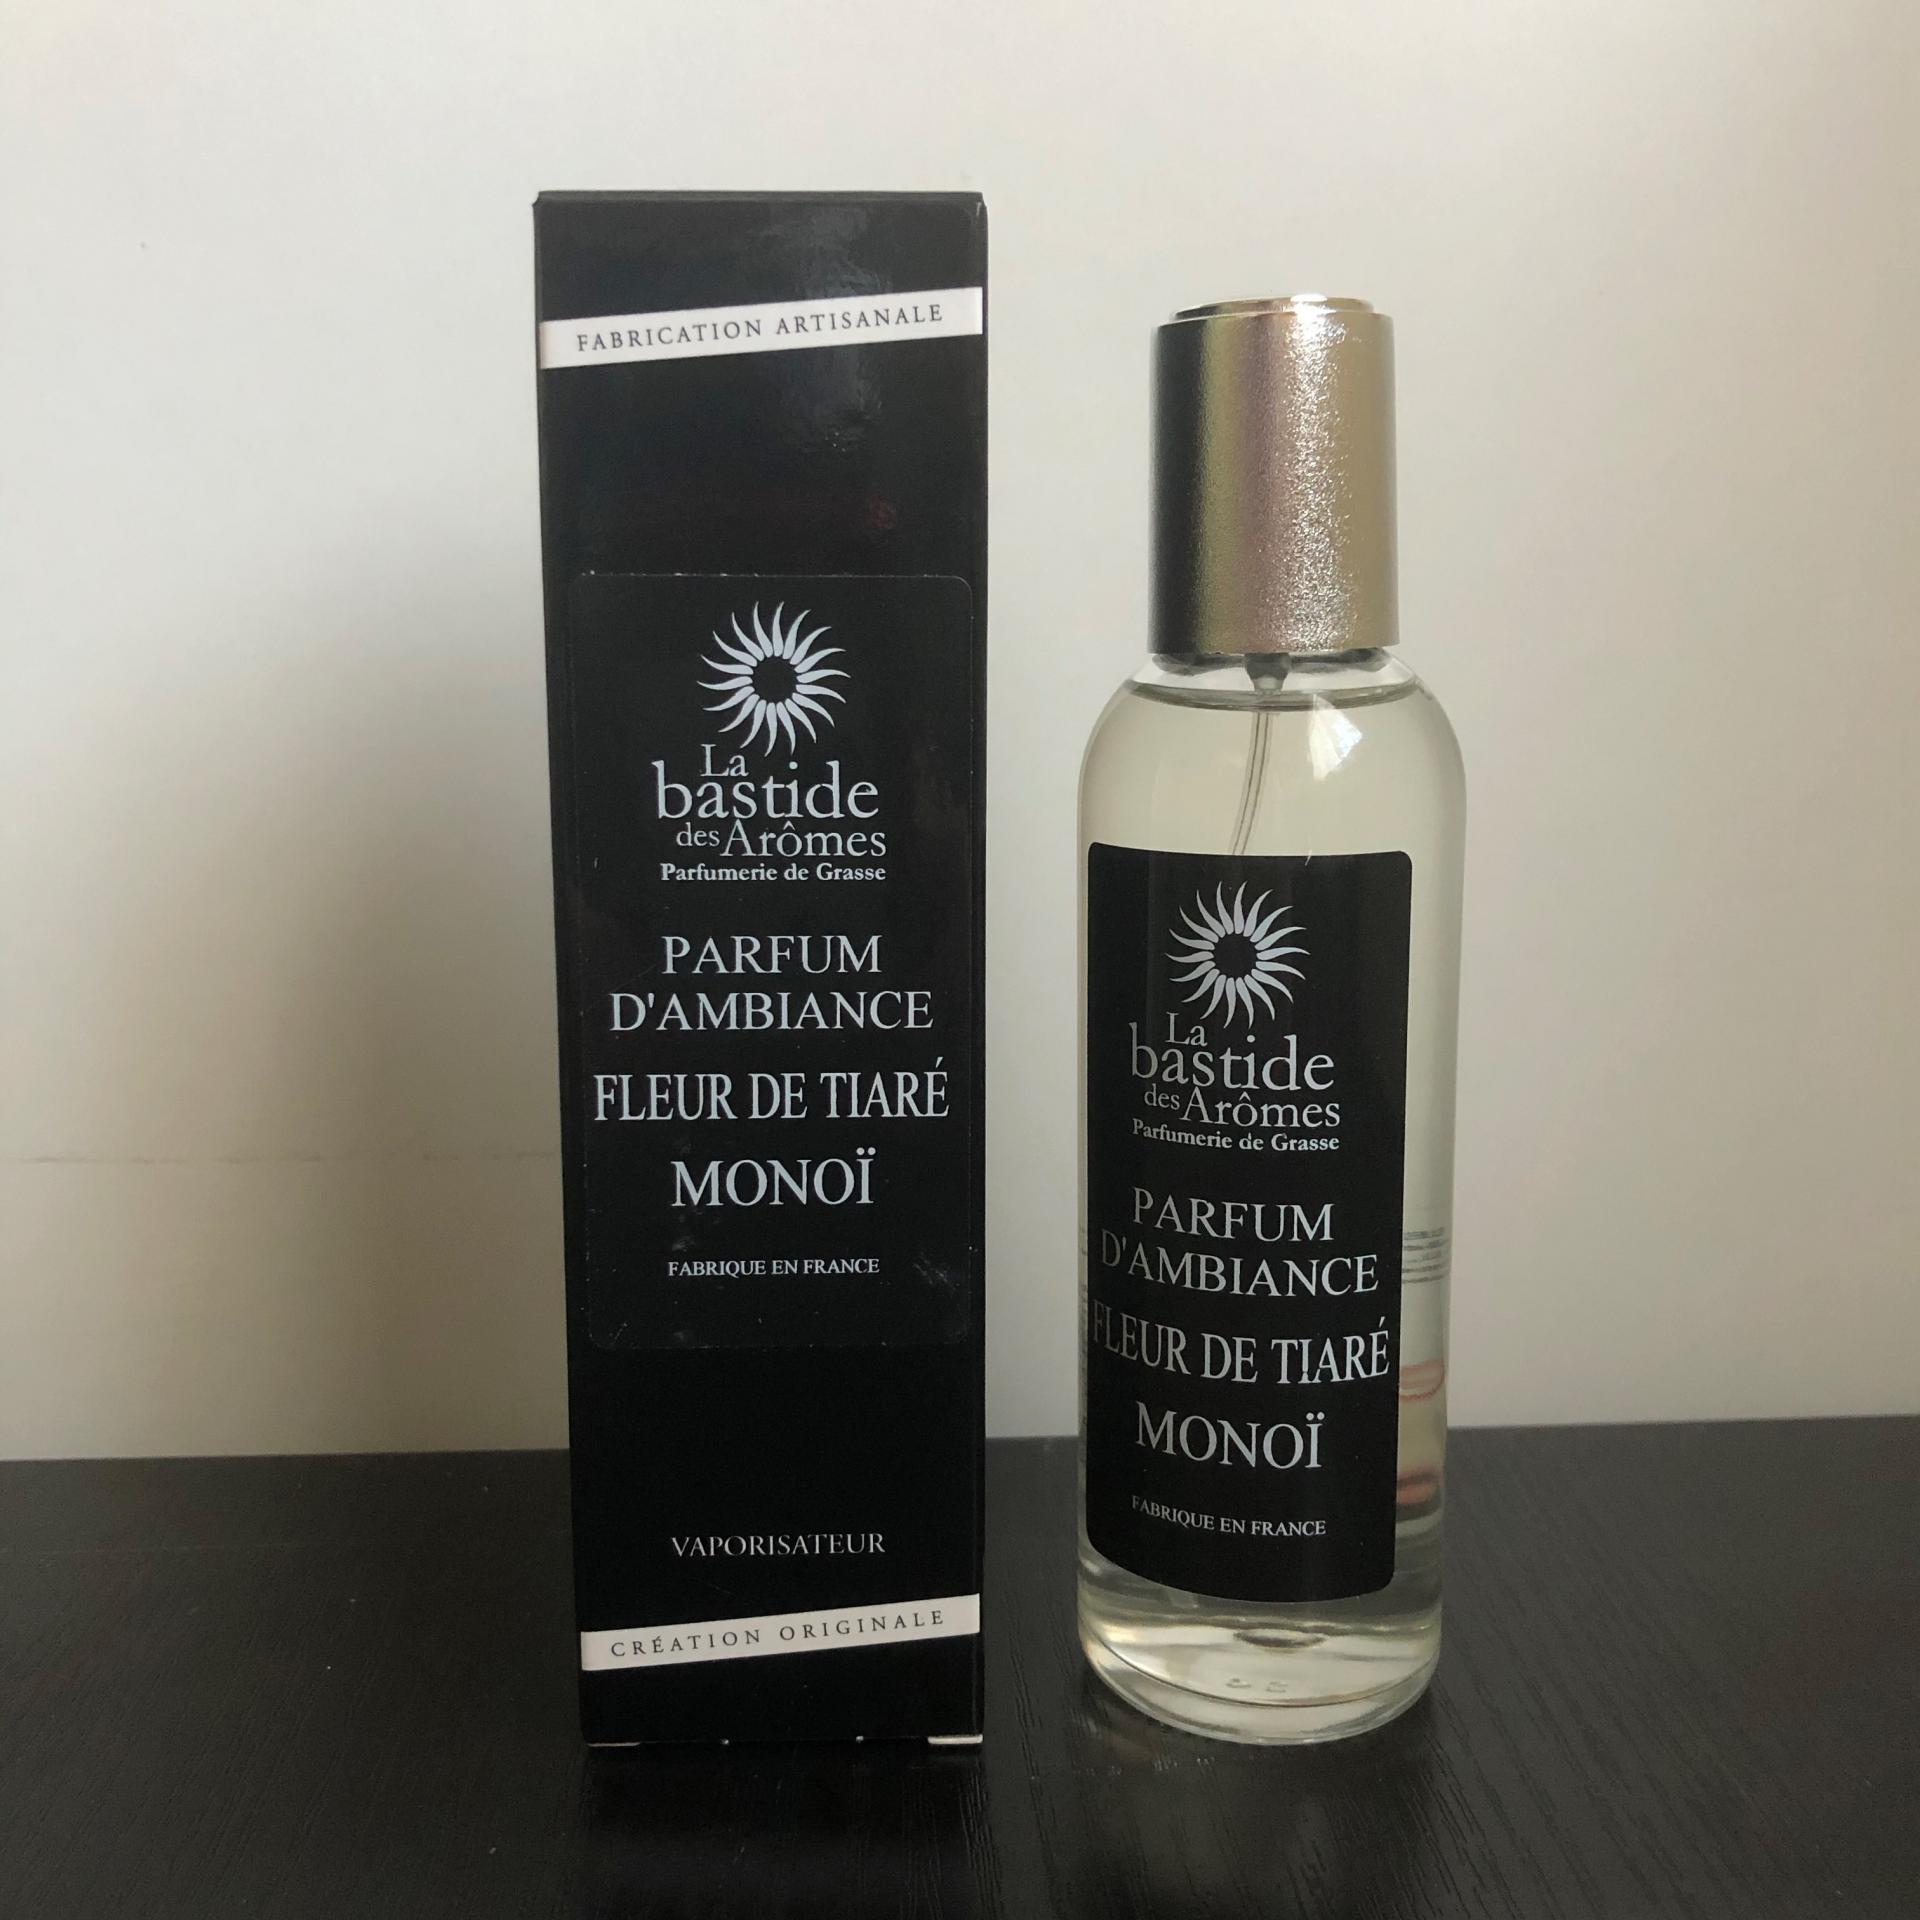 FABRICATION ARTISANALE
La
bastide
des Arômes
Parfumerie de Grasse
PARFUM
D'AMBIANCE
FLEUR DE TIARÉ
MONOÏ
FABRIQUE EN FRANCE
VAPORISATEUR
CRÉATION ORIGINALE
La
bastide
des Arômes
Parfumerie de Grasse
PARFUM
D'AMBIANCE
FLEUR DE TIARÉ
MONOÏ
FABRIQUE EN FRANCE